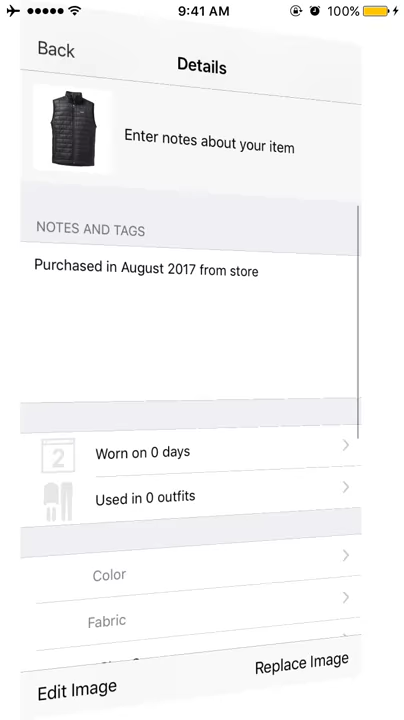 9:41 AM
100%
Back
Details
Enter notes about your item
NOTES AND TAGS
Purchased in August 2017 from store
2
Worn on 0 days
Used in 0 outfits
Color
Fabric
Edit Image
Replace Image